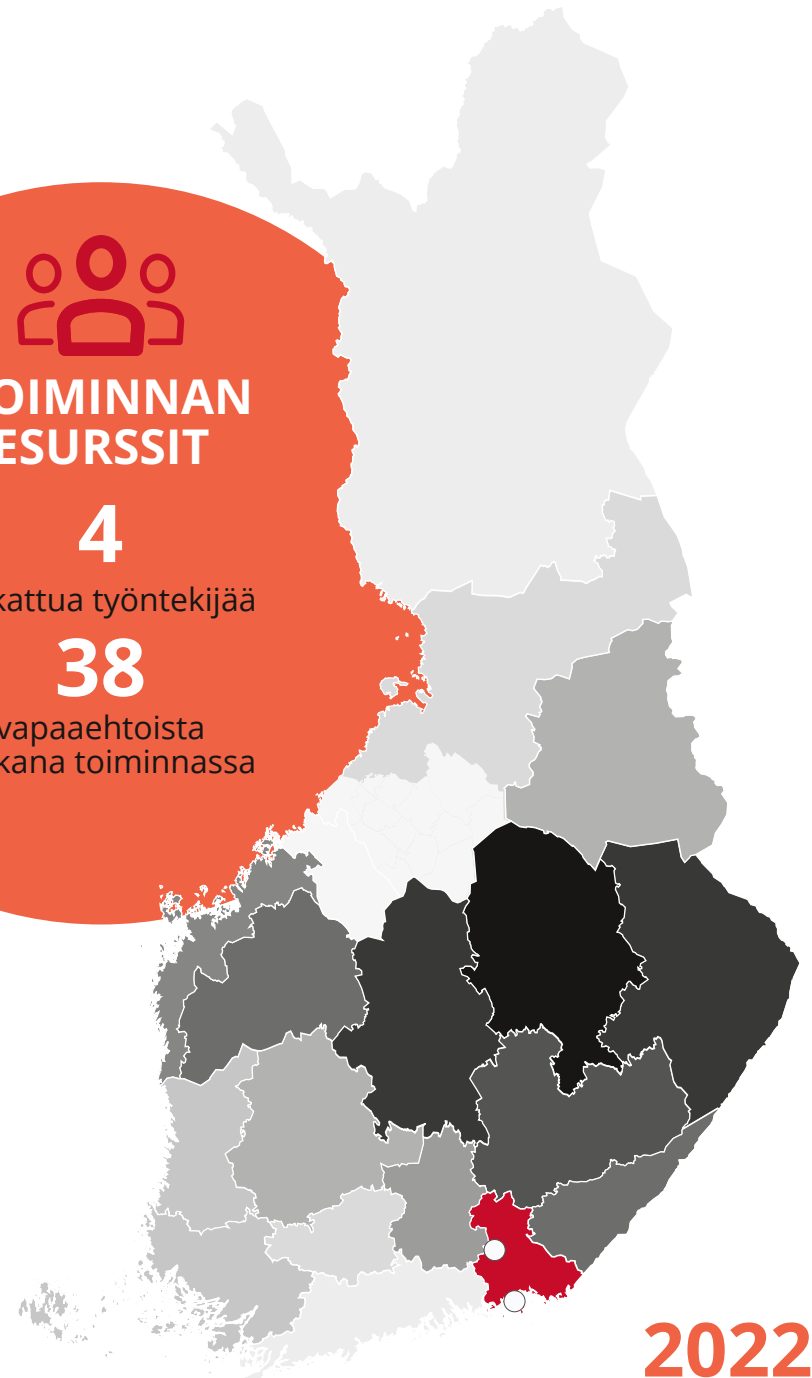 OIMINNAN
ESURSSIT
4
kattua työntekijää
38
vapaaehtoista
kana toiminnassa
2022